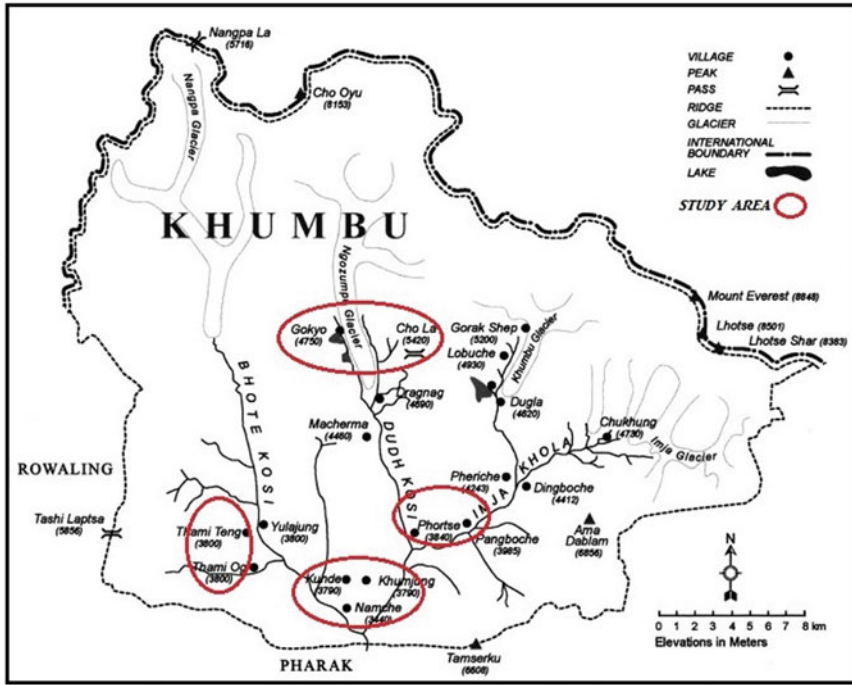 Nangpa La
(5716)
Nangpa Glacier
Cho Oyu
(8153)
VILLAGE
PEAK
PASS
RIDGE
GLACIER
INTERNATIONAL
BOUNDARY
LAKE
STUDY AREA
KHUMBU
Ngozumpa Glacier
Mount Everest (8848)
Lhotse (8501)
Lhotse Shar (8383)
Gokyo
(4750)
Cho La
(5420)
Gorak Shep
(5200)
Lobuche
(4930)
Khumbu Glacier
Dragnag
(4690)
Dugla
(4620)
BHOTE KOSI
Macherma
(4460)
DUDH KOSI
Chukhung
(4730)
Imja Glacier
IMJA KHOLA
ROWALING
Pheriche
(4243)
Dingboche
(4412)
Tashi Laptsa
(5856)
Thami Teng
(3800)
Yulajung
(3800)
Phortse
(3840)
Pangboche
(3985)
Ama
Dablam
(6856)
Thami Og
(3800)
Kunde
(3790)
Khumjung
(3790)
Namche
(3440)
N
0 1 2 3 4 5 6 7 8 km
Elevations in Meters
PHARAK
Tamserku
(6608)